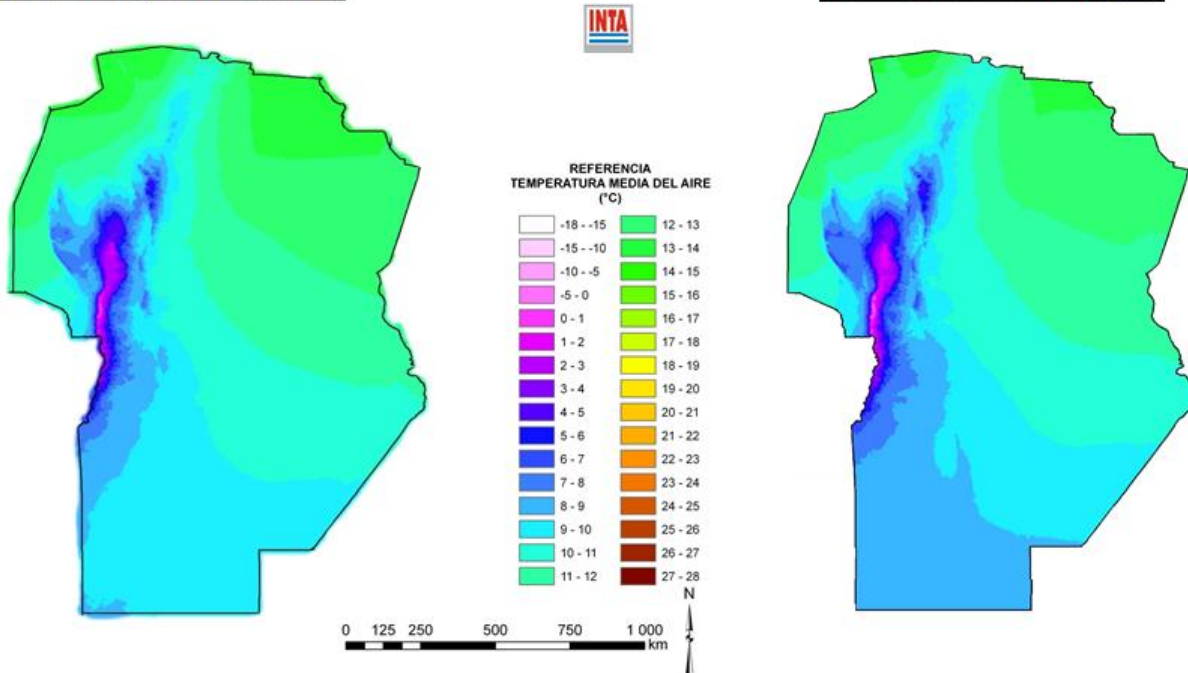 INTA
REFERENCIA
TEMPERATURA MEDIA DEL AIRE
(°C)
-18 - -15
-15 - -10
-10 - -5
-5 - 0
0 - 1
1 - 2
2 - 3
3 - 4
4 - 5
5 - 6
6 - 7
7 - 8
8 - 9
9 - 10
10 - 11
11 - 12
12 - 13
13 - 14
14 - 15
15 - 16
16 - 17
17 - 18
18 - 19
19 - 20
20 - 21
21 - 22
22 - 23
23 - 24
24 - 25
25 - 26
26 - 27
27 - 28
N
0 125 250 500 750 1 000
km